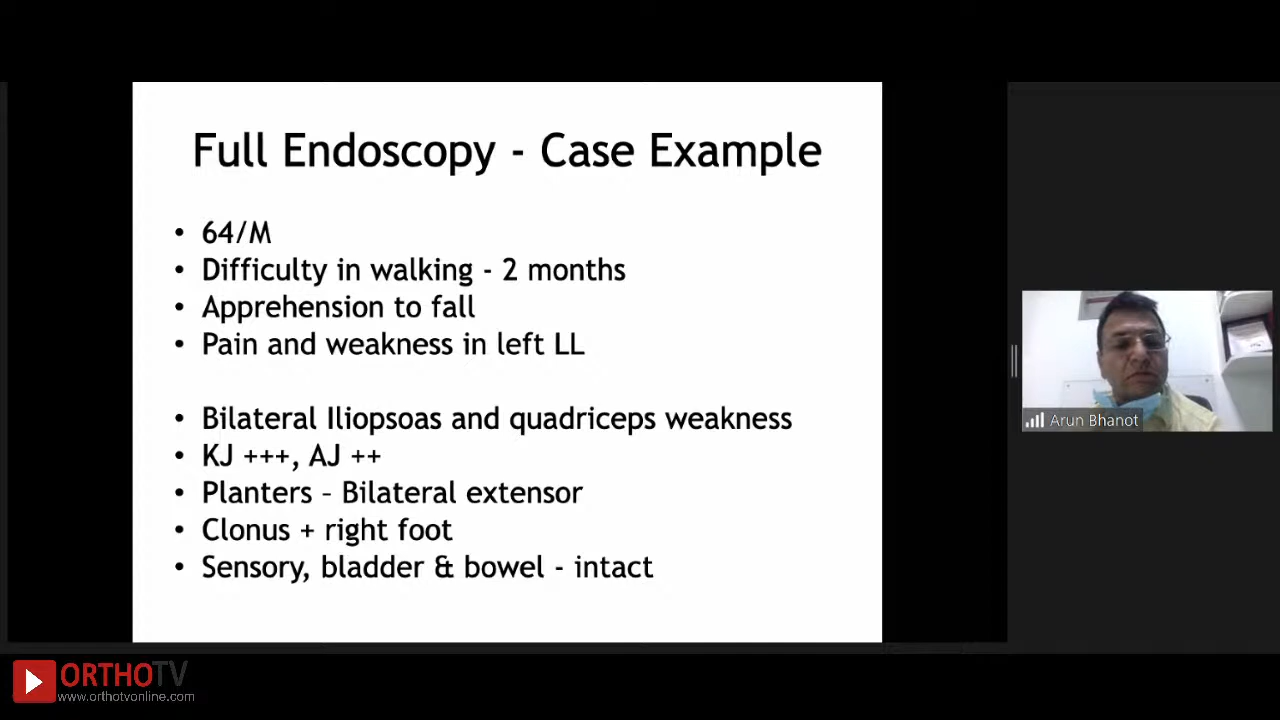 Full Endoscopy - Case Example
• 64/M
• Difficulty in walking - 2 months
• Apprehension to fall
• Pain and weakness in left LL
• Bilateral Iliopsoas and quadriceps weakness
• KJ +++, AJ ++
• Planters – Bilateral extensor
• Clonus + right foot
• Sensory, bladder & bowel - intact
Arun Bhanot
ORTHOTV
www.orthotvonline.com